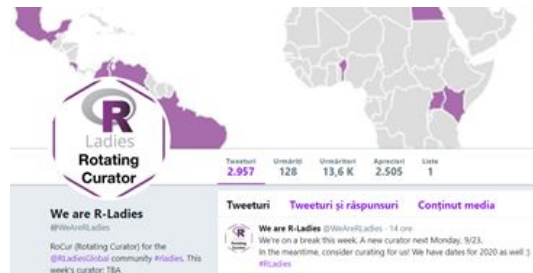 R
Ladies
Rotating
Curator
Tweeturi Urmăriți Urmăritori Aprecieri Liste
2.957 128 13,6 K 2.505 1
We are R-Ladies
@WeAreRLadies
RoCur (Rotating Curator) for the
@RLadiesGlobal community #rladies. This
week's curator: TBA
Tweeturi Tweeturi și răspunsuri Conținut media
We are R-Ladies @WeAreRLadies · 14 ore
We're on a break this week. A new curator next Monday, 9/23.
In the meantime, consider curating for us! We have dates for 2020 as well :)
#RLadies